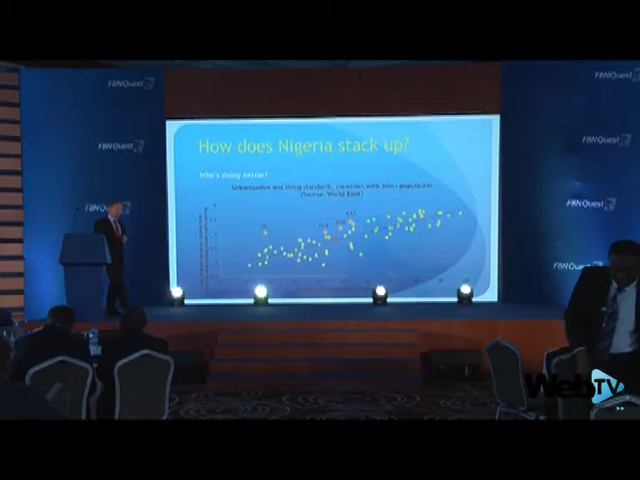 FBNQuest
FBNQuest
FBNQuest
FBNQuest
FBNQuest
FBNQuest
FBNQuest
How does Nigeria stack up?
Who's doing better?
Urbanization and living standards, countries with 10mn+ population
(Source: World Bank)
WebTV